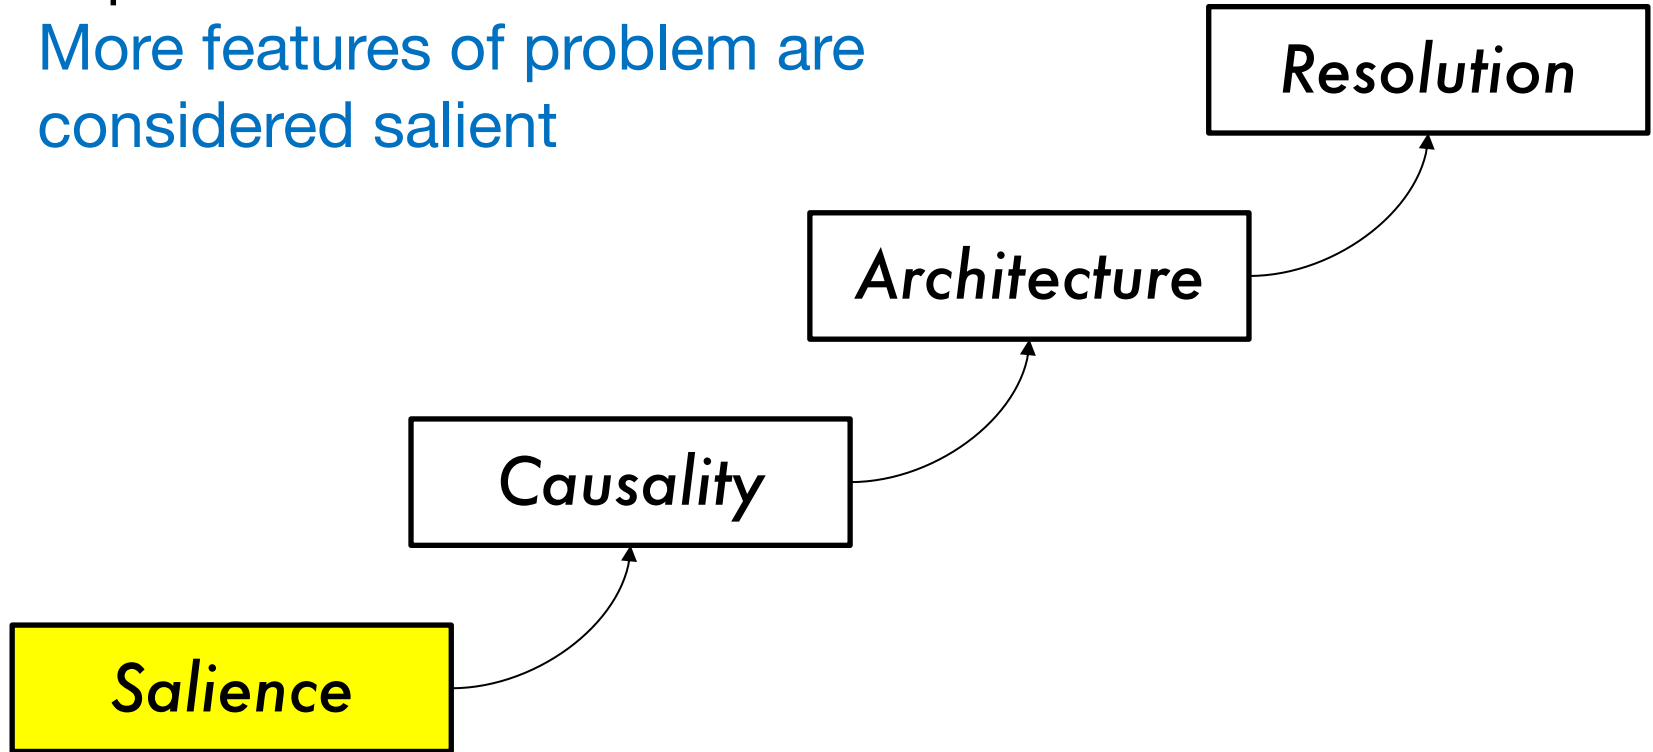 More features of problem are
considered salient
Resolution
Architecture
Causality
Salience